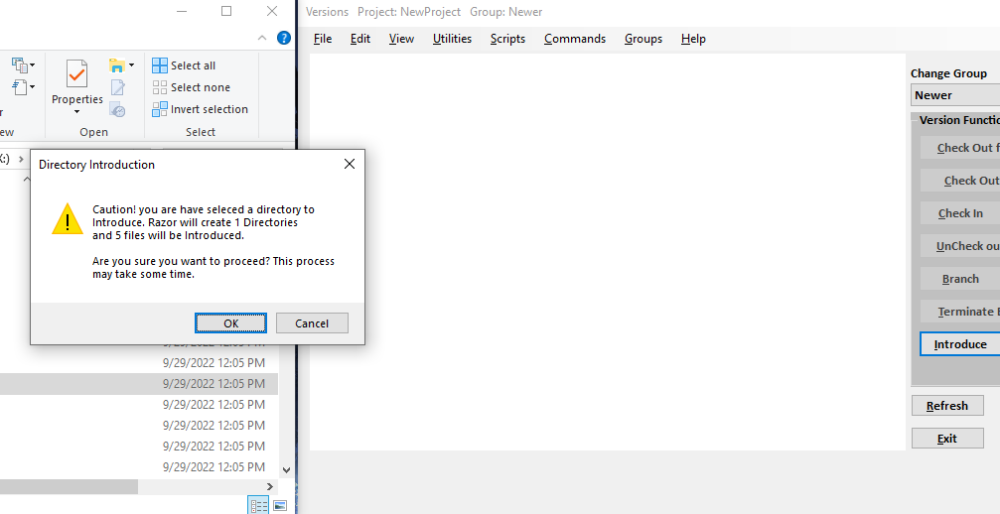 Versions Project: NewProject Group: Newer
File Edit View Utilities Scripts Commands Groups Help
Select all
Select none
Invert selection
Properties
Open
Select
ew
:)
Directory Introduction
Caution! you are have seleced a directory to
Introduce. Razor will create 1 Directories
and 5 files will be Introduced.
Are you sure you want to proceed? This process
may take some time.
OK Cancel
9/29/2022 12:05 PM
9/29/2022 12:05 PM
9/29/2022 12:05 PM
9/29/2022 12:05 PM
9/29/2022 12:05 PM
9/29/2022 12:05 PM
9/29/2022 12:05 PM
Change Group
Newer
Version Functio
Check Out f
Check Out
Check In
UnCheck ou
Branch
Terminate B
Introduce
Refresh
Exit